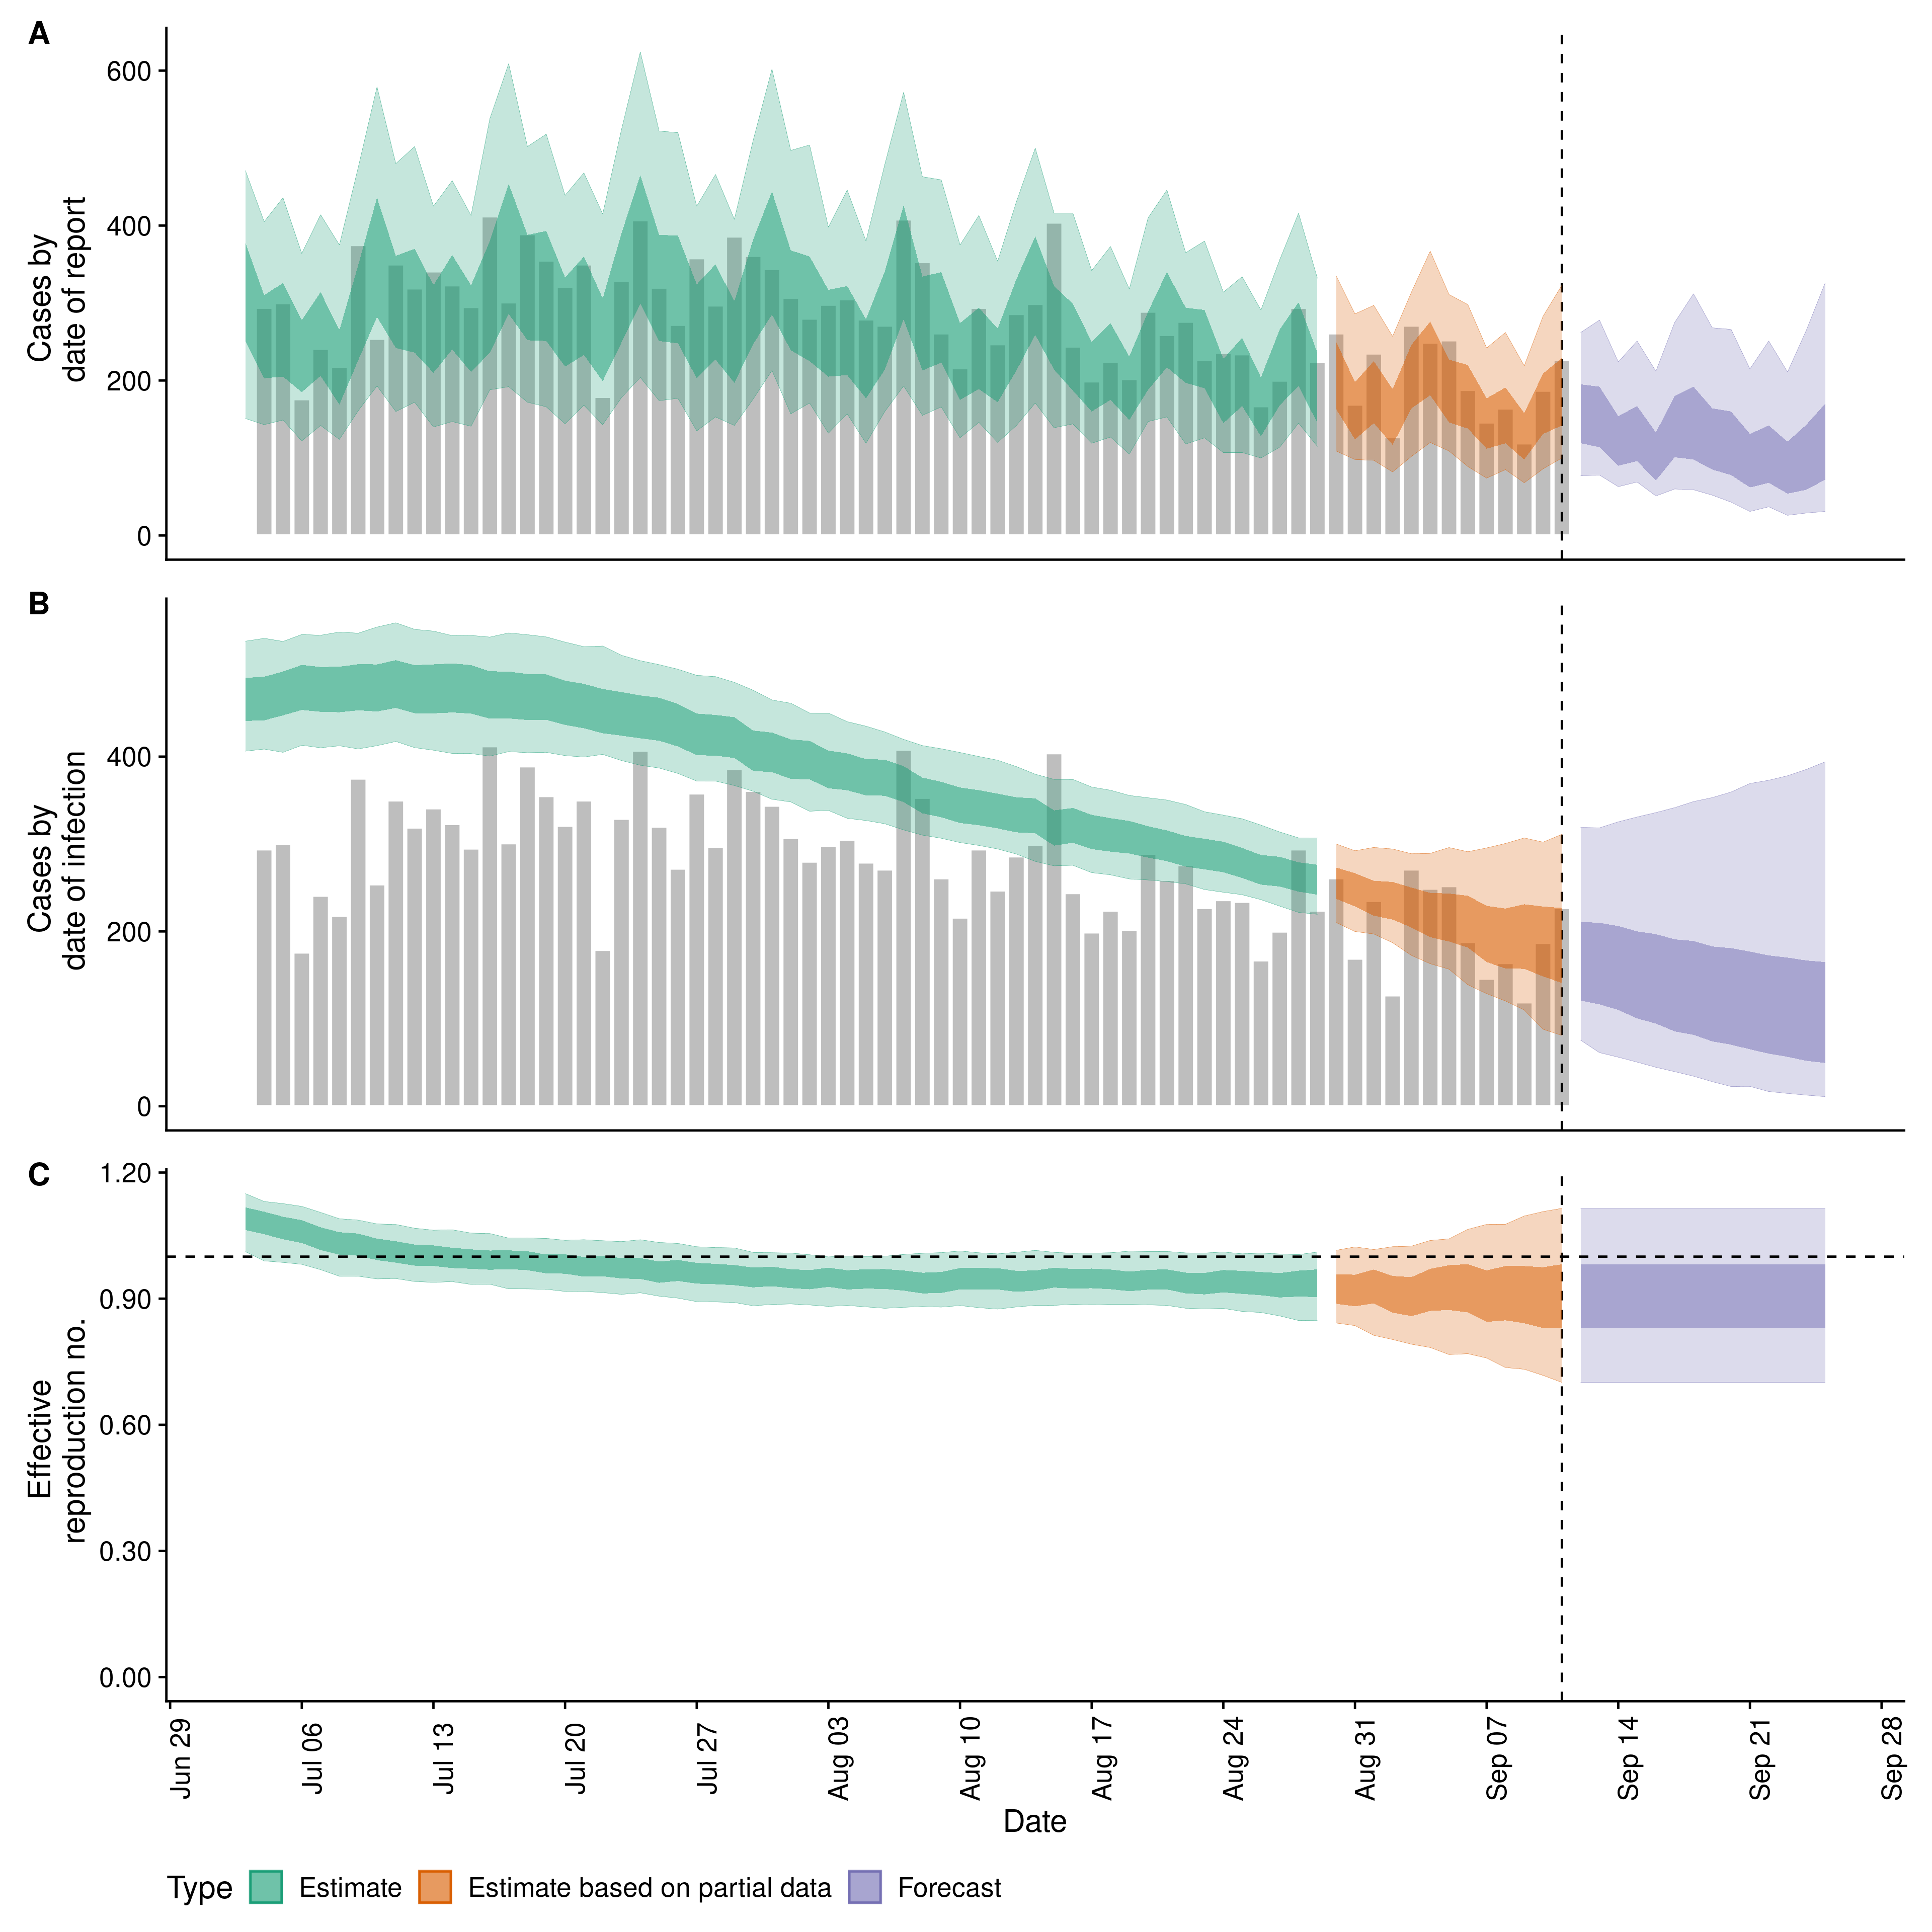 A
Cases by
date of report
600
400
200
0
B
Cases by
date of infection
400
200
0
C
Effective
reproduction no.
1.20
0.90
0.60
0.30
0.00
Jun 29
Jul 06
Jul 13
Jul 20
Jul 27
Aug 03
Aug 10
Aug 17
Aug 24
Aug 31
Sep 07
Sep 14
Sep 21
Sep 28
Date
Type
Estimate
Estimate based on partial data
Forecast